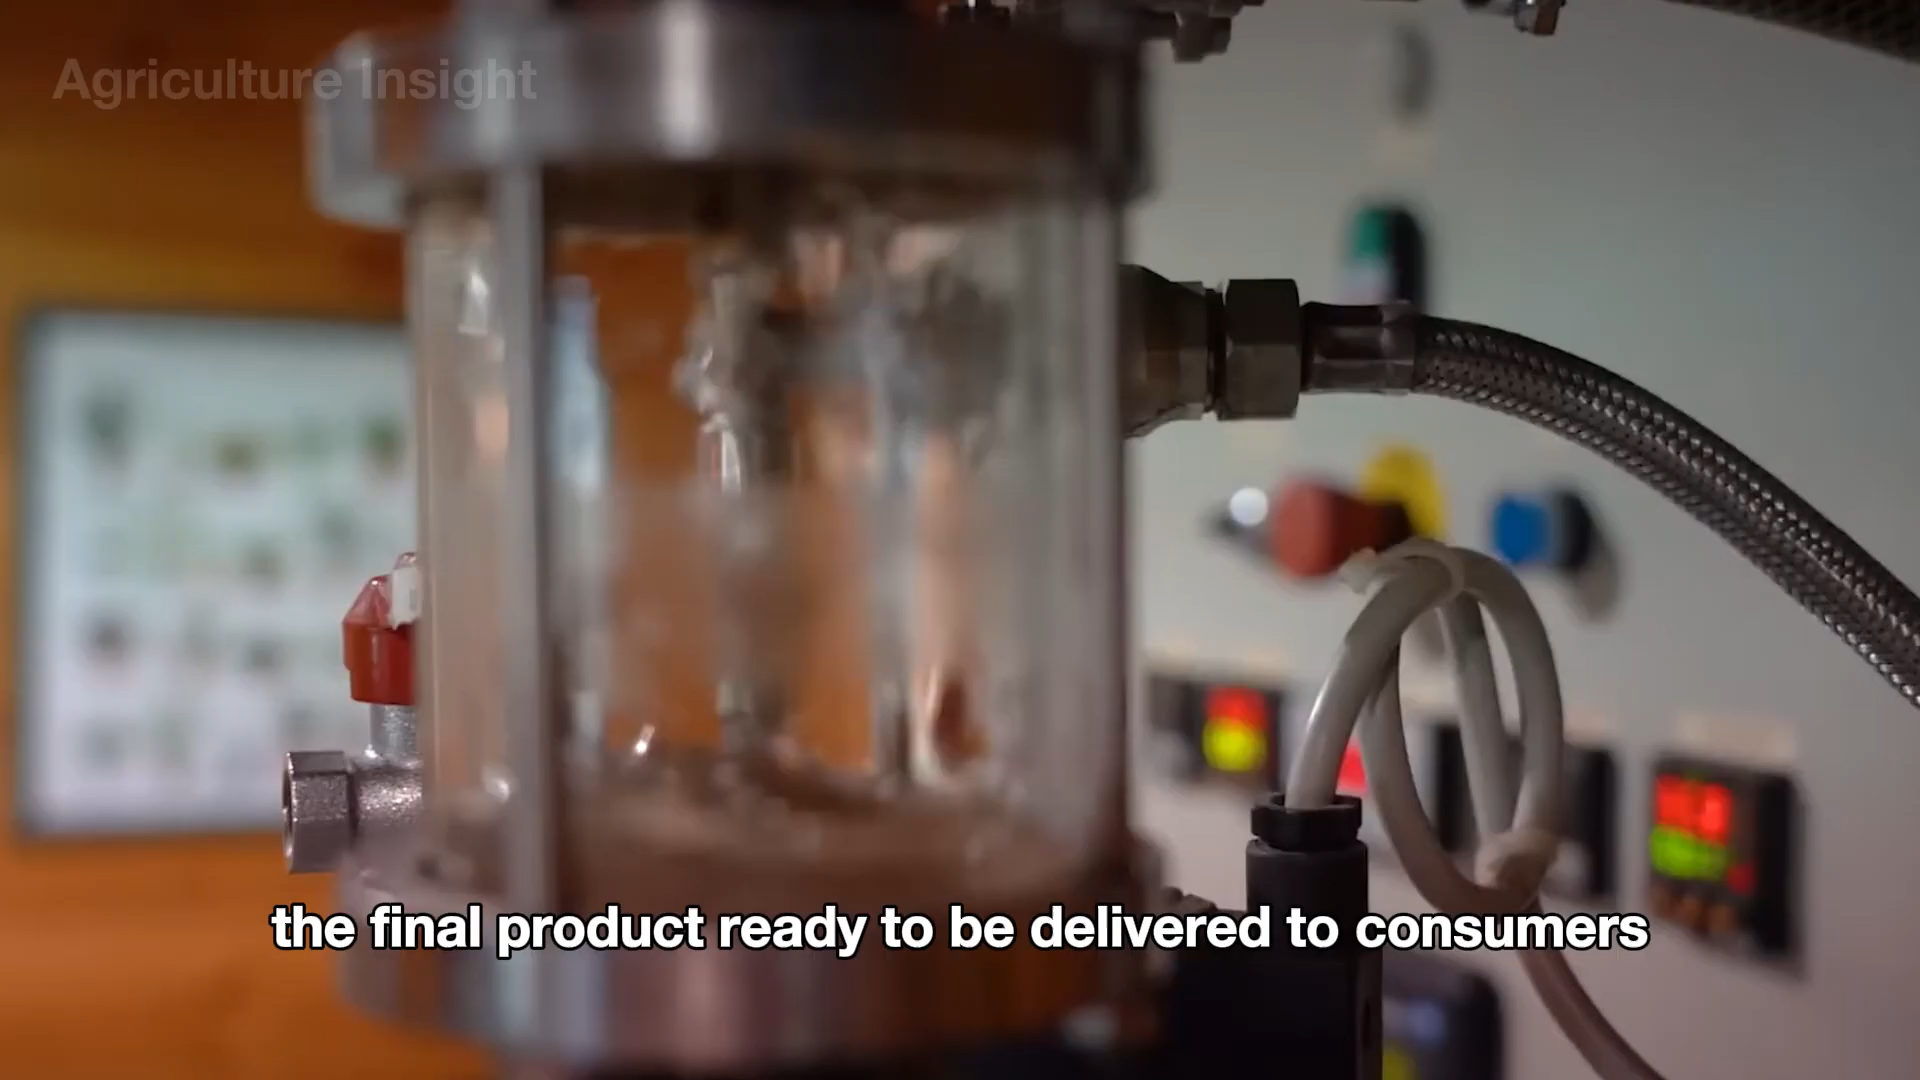 Agriculture Insight
the final product ready to be delivered to consumers